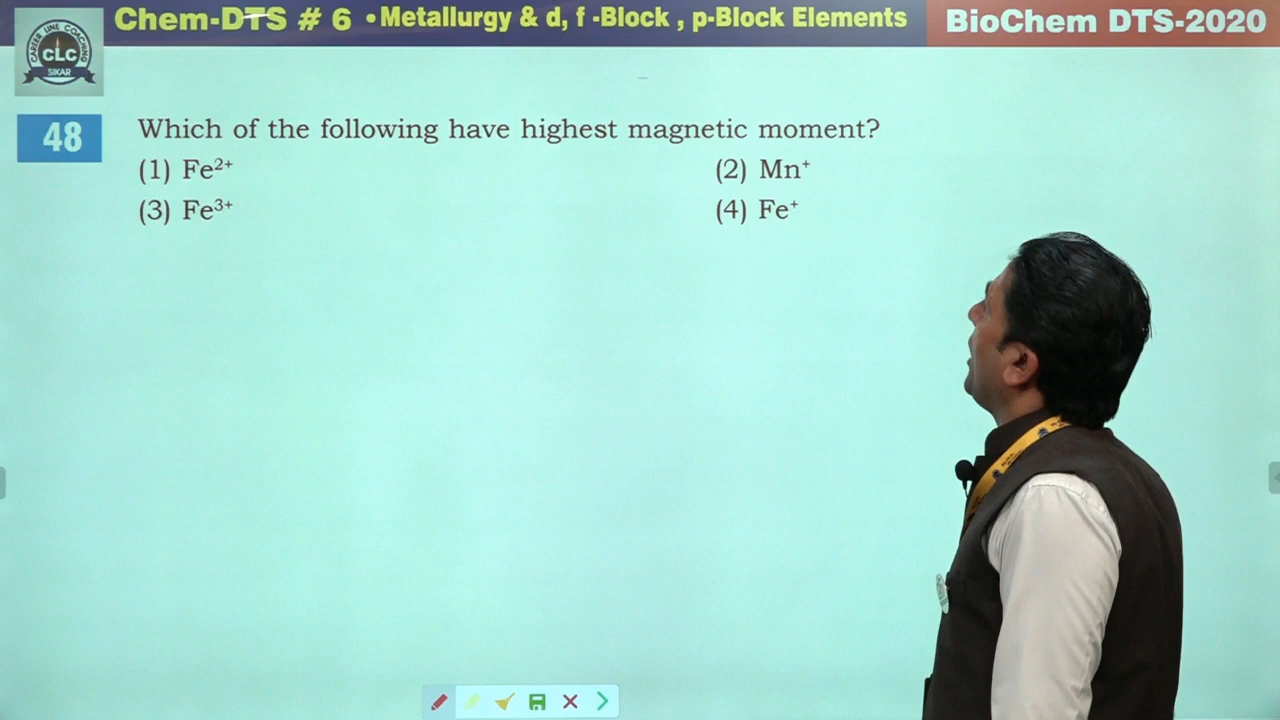 Chem-DTS # 6 • Metallurgy & d, f -Block , p-Block Elements
BioChem DTS-2020
CAREER LINE COACHING
CLC
SIKAR
48
Which of the following have highest magnetic moment?
(1) Fe²⁺
(2) Mn⁺
(3) Fe³⁺
(4) Fe⁺